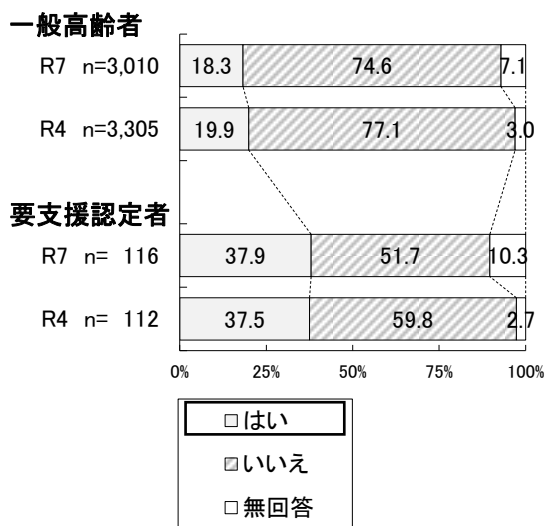 一般高齢者
R7 n=3,010 18.3 74.6 7.1
R4 n=3,305 19.9 77.1 3.0
要支援認定者
R7 n= 116 37.9 51.7 10.3
R4 n= 112 37.5 59.8 2.7
0% 25% 50% 75% 100%
はい
いいえ
無回答